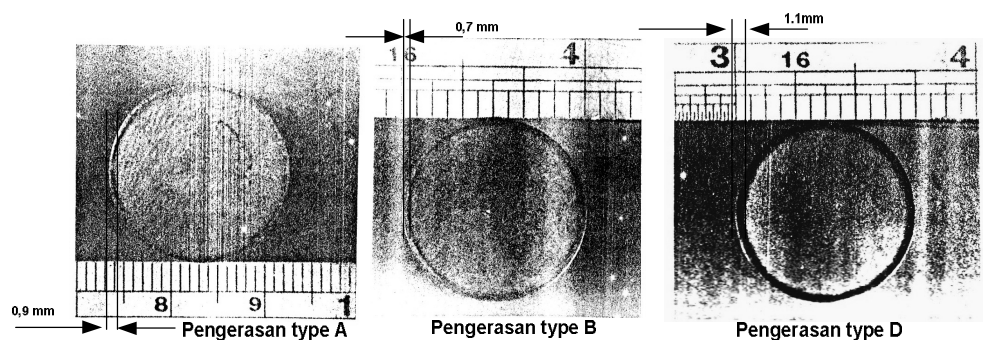 0,7 mm
1.1mm
16 4
3 16 4
8 9 1
0,9 mm
Pengerasan type A
Pengerasan type B
Pengerasan type D